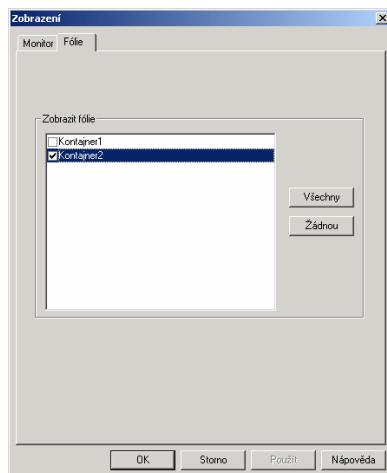 Zobrazení
Monitor Fólie
Zobrazit fólie
Kontajner1
Kontajner2
Všechny
Žádnou
OK Storno Použít Nápověda